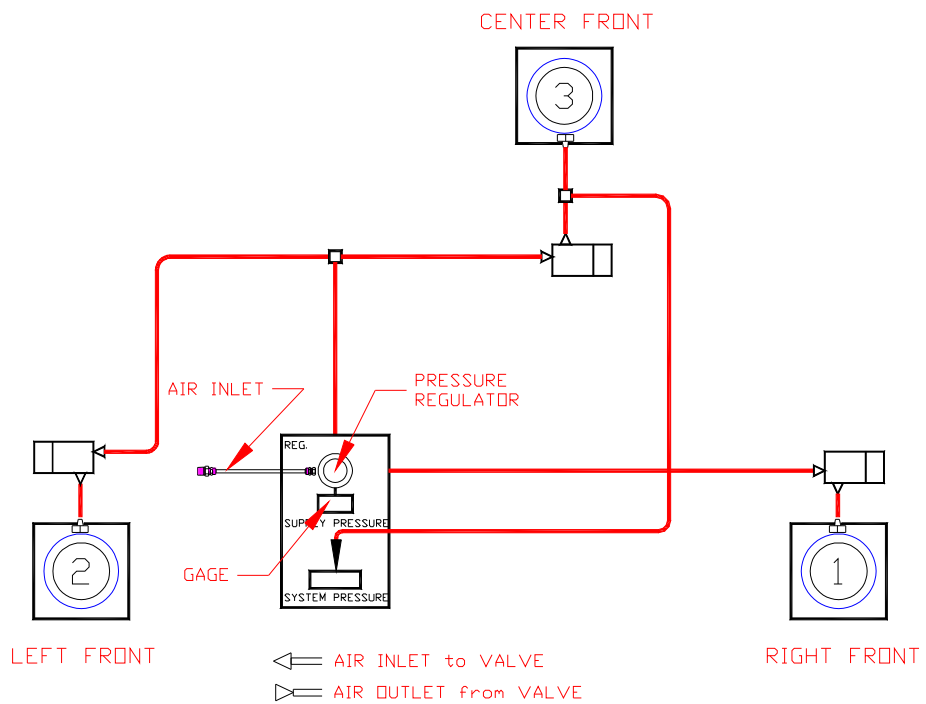 CENTER FRONT
3
AIR INLET
PRESSURE
REGULATOR
REG.
SUPPLY PRESSURE
GAGE
SYSTEM PRESSURE
2
1
LEFT FRONT
RIGHT FRONT
AIR INLET to VALVE
AIR OUTLET from VALVE